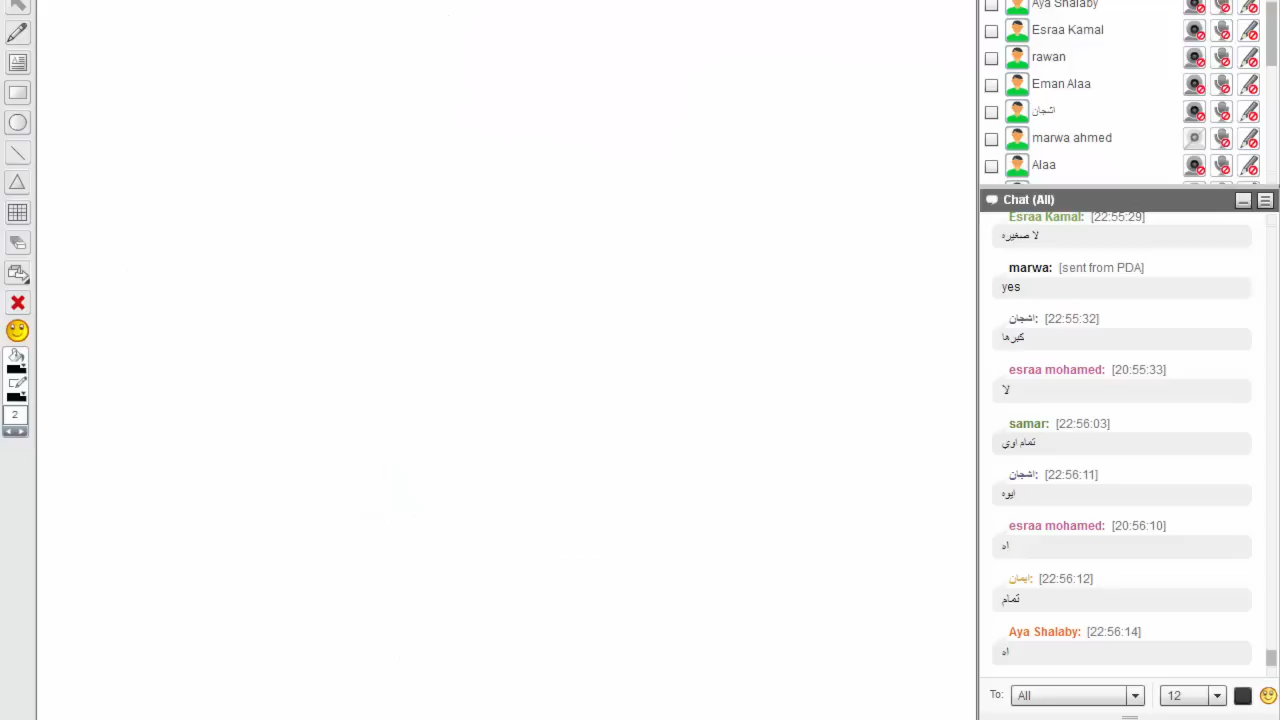 Aya Shalaby
Esraa Kamal
rawan
Eman Alaa
اشجان
marwa ahmed
Alaa
Chat (All)
Esraa Kamal: [22:55:29]
لا صغيره
marwa: [sent from PDA]
yes
اشجان: [22:55:32]
كبرها
esraa mohamed: [20:55:33]
لا
samar: [22:56:03]
تمام اوي
اشجان: [22:56:11]
ايوه
esraa mohamed: [20:56:10]
اه
ايمان: [22:56:12]
تمام
Aya Shalaby: [22:56:14]
اه
2
To: All 12